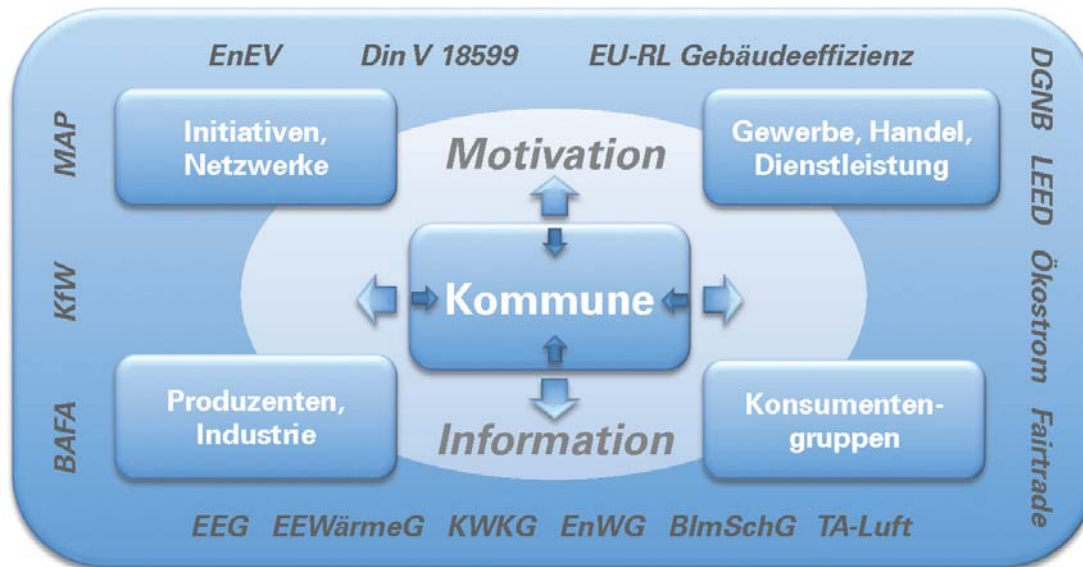 EnEV Din V 18599 EU-RL Gebäudeeffizienz
MAP
KfW
BAFA
Initiativen,
Netzwerke
Motivation
Gewerbe, Handel,
Dienstleistung
Kommune
Produzenten,
Industrie
Information
Konsumenten-
gruppen
DGNB
LEED
Ökostrom
Fairtrade
EEG EEWärmeG KWKG EnWG BImSchG TA-Luft